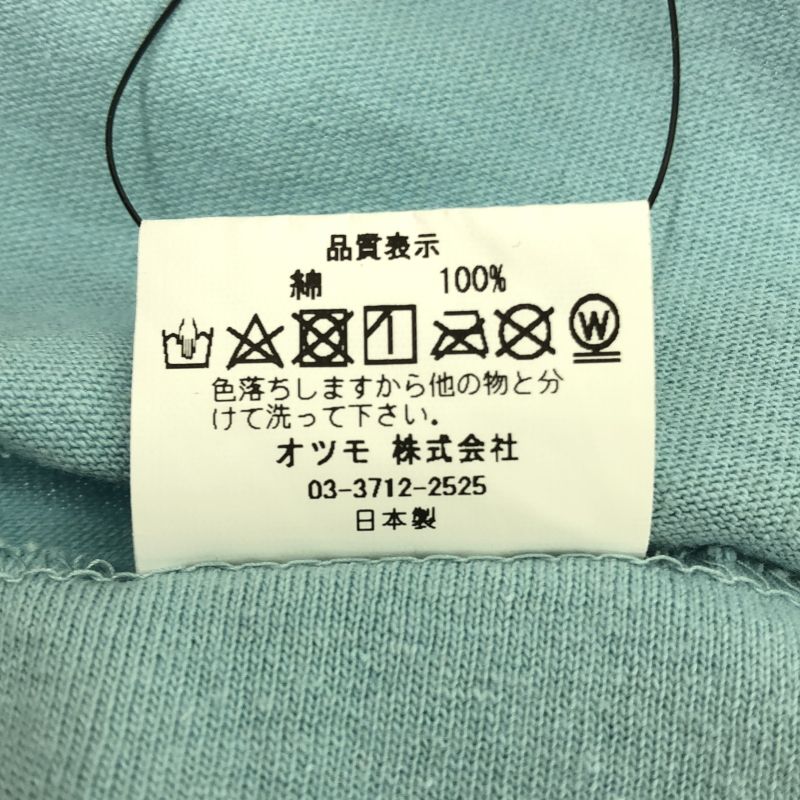 品質表示
綿 100%
W
色落ちしますから他の物と分
けて洗って下さい.
オツモ 株式会社
03-3712-2525
日本製